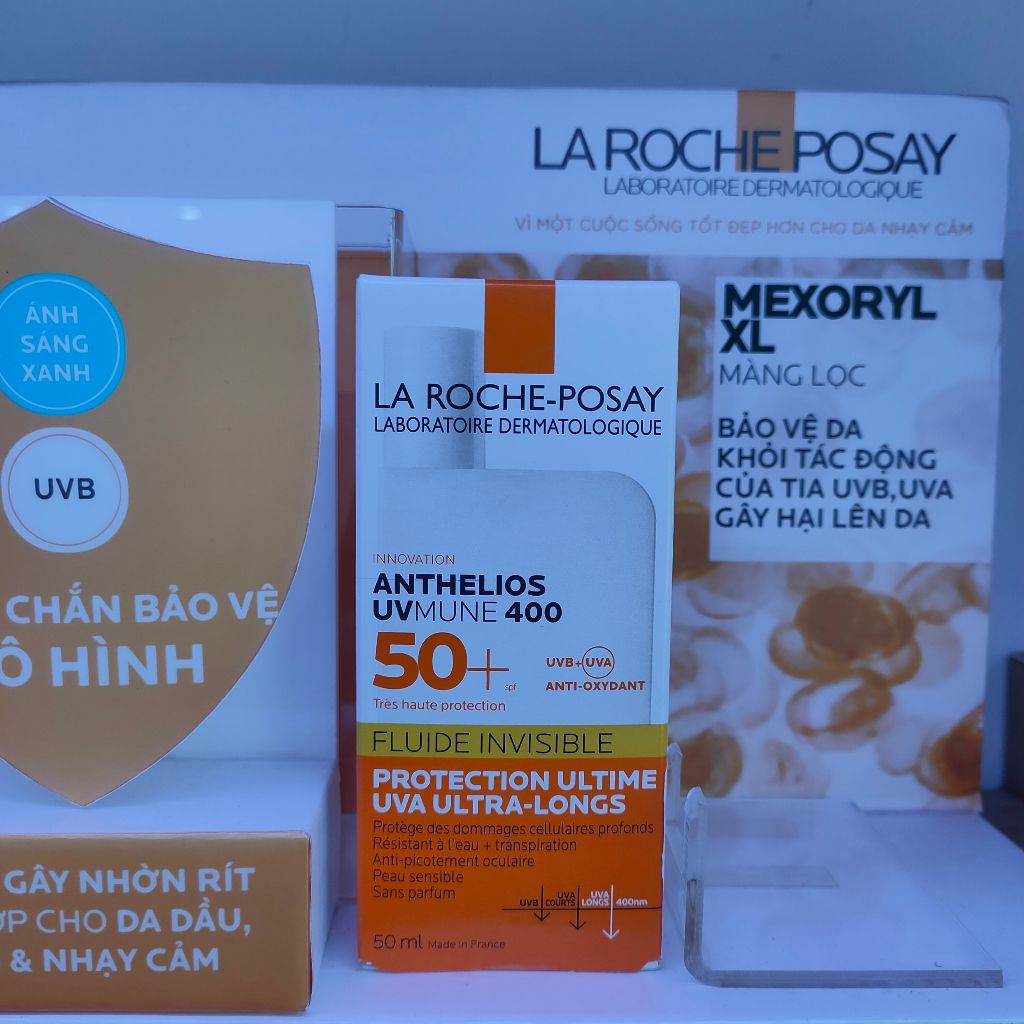 LA ROCHE POSAY
LABORATOIRE DERMATOLOGIQUE
VÌ MỘT CUỘC SỐNG TỐT ĐẸP HƠN CHO DA NHẠY CẢM
ÁNH
SÁNG
XANH
UVB
CHẮN BẢO VỆ
Ô HÌNH
GÂY NHỜN RÍT
CHO DA DẦU,
& NHẠY CẢM
LA ROCHE-POSAY
LABORATOIRE DERMATOLOGIQUE
INNOVATION
ANTHELIOS
UVMUNE 400
50+ spf
UVB+UVA
ANTI-OXYDANT
Très haute protection
FLUIDE INVISIBLE
PROTECTION ULTIME
UVA ULTRA-LONGS
Protège des dommages cellulaires profonds
Résistant à l'eau + transpiration
Anti-picotement oculaire
Peau sensible
Sans parfum
UVB UVA COURTS UVA LONGS 400nm
50 ml Made in France
MEXORYL
XL
MÀNG LỌC
BẢO VỆ DA
KHỎI TÁC ĐỘNG
CỦA TIA UVB,UVA
GÂY HẠI LÊN DA